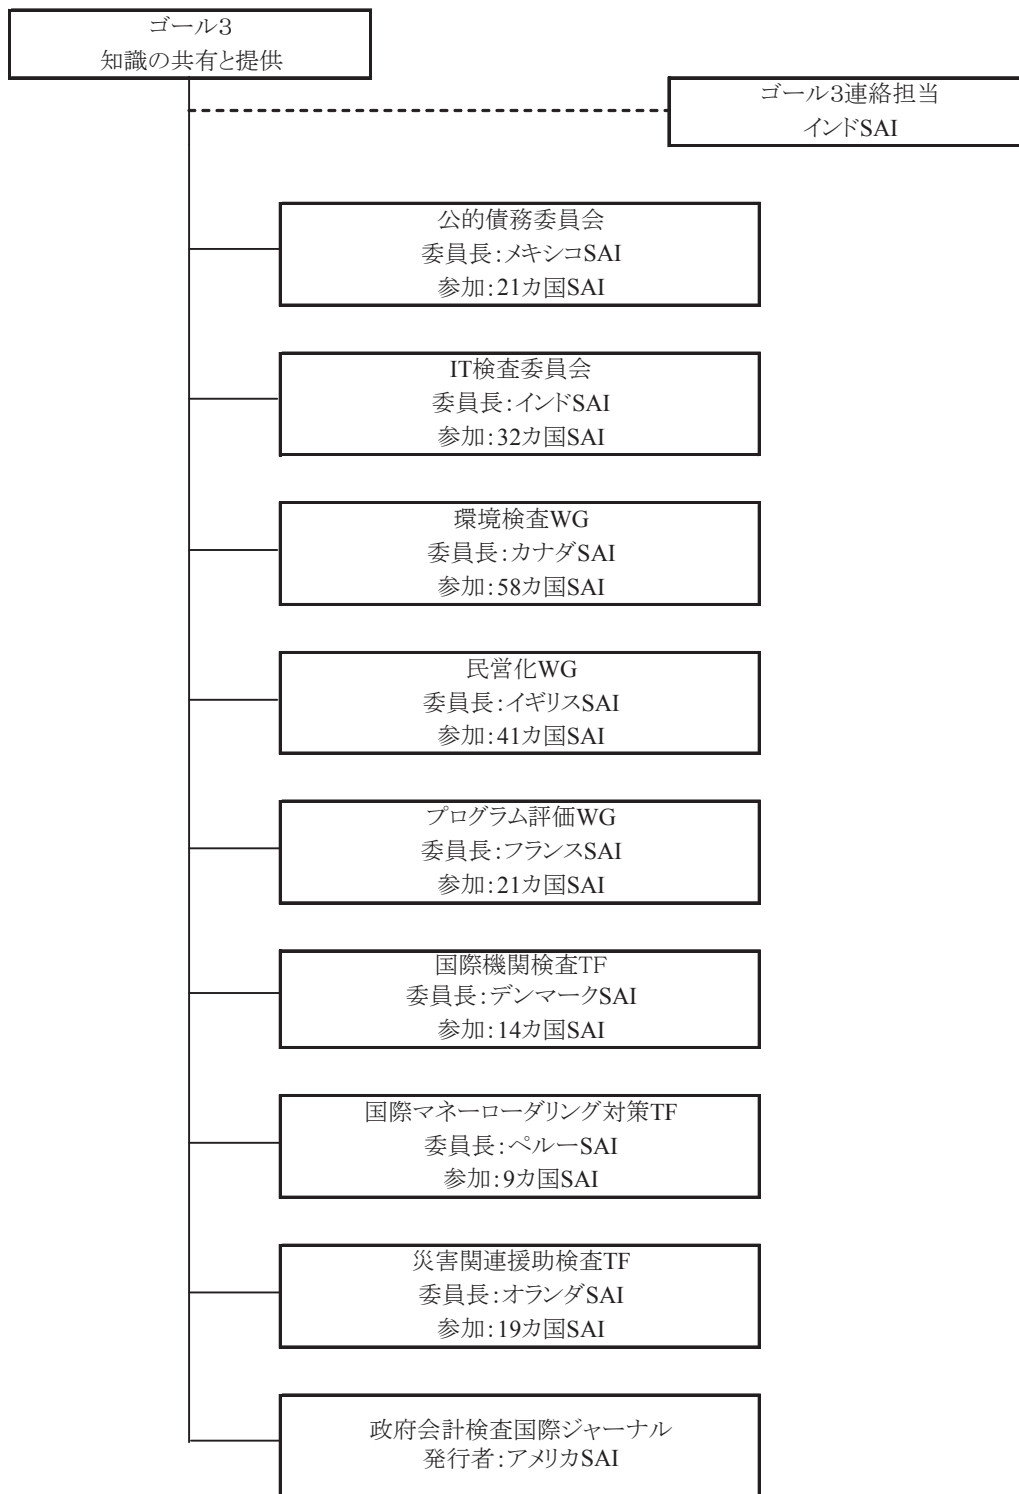 ゴール3
知識の共有と提供
ゴール3連絡担当
インドSAI
公的債務委員会
委員長:メキシコSAI
参加:21カ国SAI
IT検査委員会
委員長:インドSAI
参加:32カ国SAI
環境検査WG
委員長:カナダSAI
参加:58カ国SAI
民営化WG
委員長:イギリスSAI
参加:41カ国SAI
プログラム評価WG
委員長:フランスSAI
参加:21カ国SAI
国際機関検査TF
委員長:デンマークSAI
参加:14カ国SAI
国際マネーローダリング対策TF
委員長:ペルーSAI
参加:9カ国SAI
災害関連援助検査TF
委員長:オランダSAI
参加:19カ国SAI
政府会計検査国際ジャーナル
発行者:アメリカSAI